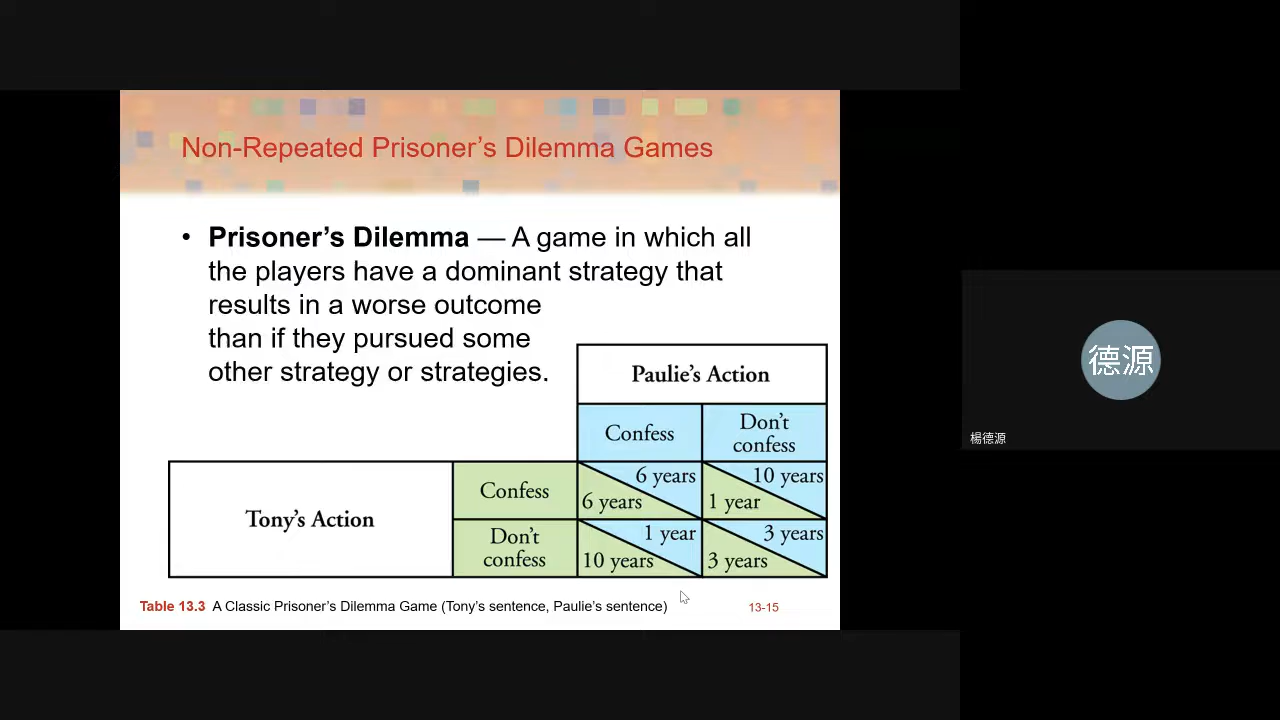 Non-Repeated Prisoner's Dilemma Games
• Prisoner's Dilemma — A game in which all
the players have a dominant strategy that
results in a worse outcome
than if they pursued some
other strategy or strategies.
Paulie's Action
Confess
Don't
confess
Tony's Action
Confess
6 years
6 years
10 years
1 year
Don't
confess
1 year
10 years
3 years
3 years
Table 13.3 A Classic Prisoner's Dilemma Game (Tony's sentence, Paulie's sentence)
13-15
德源
楊德源